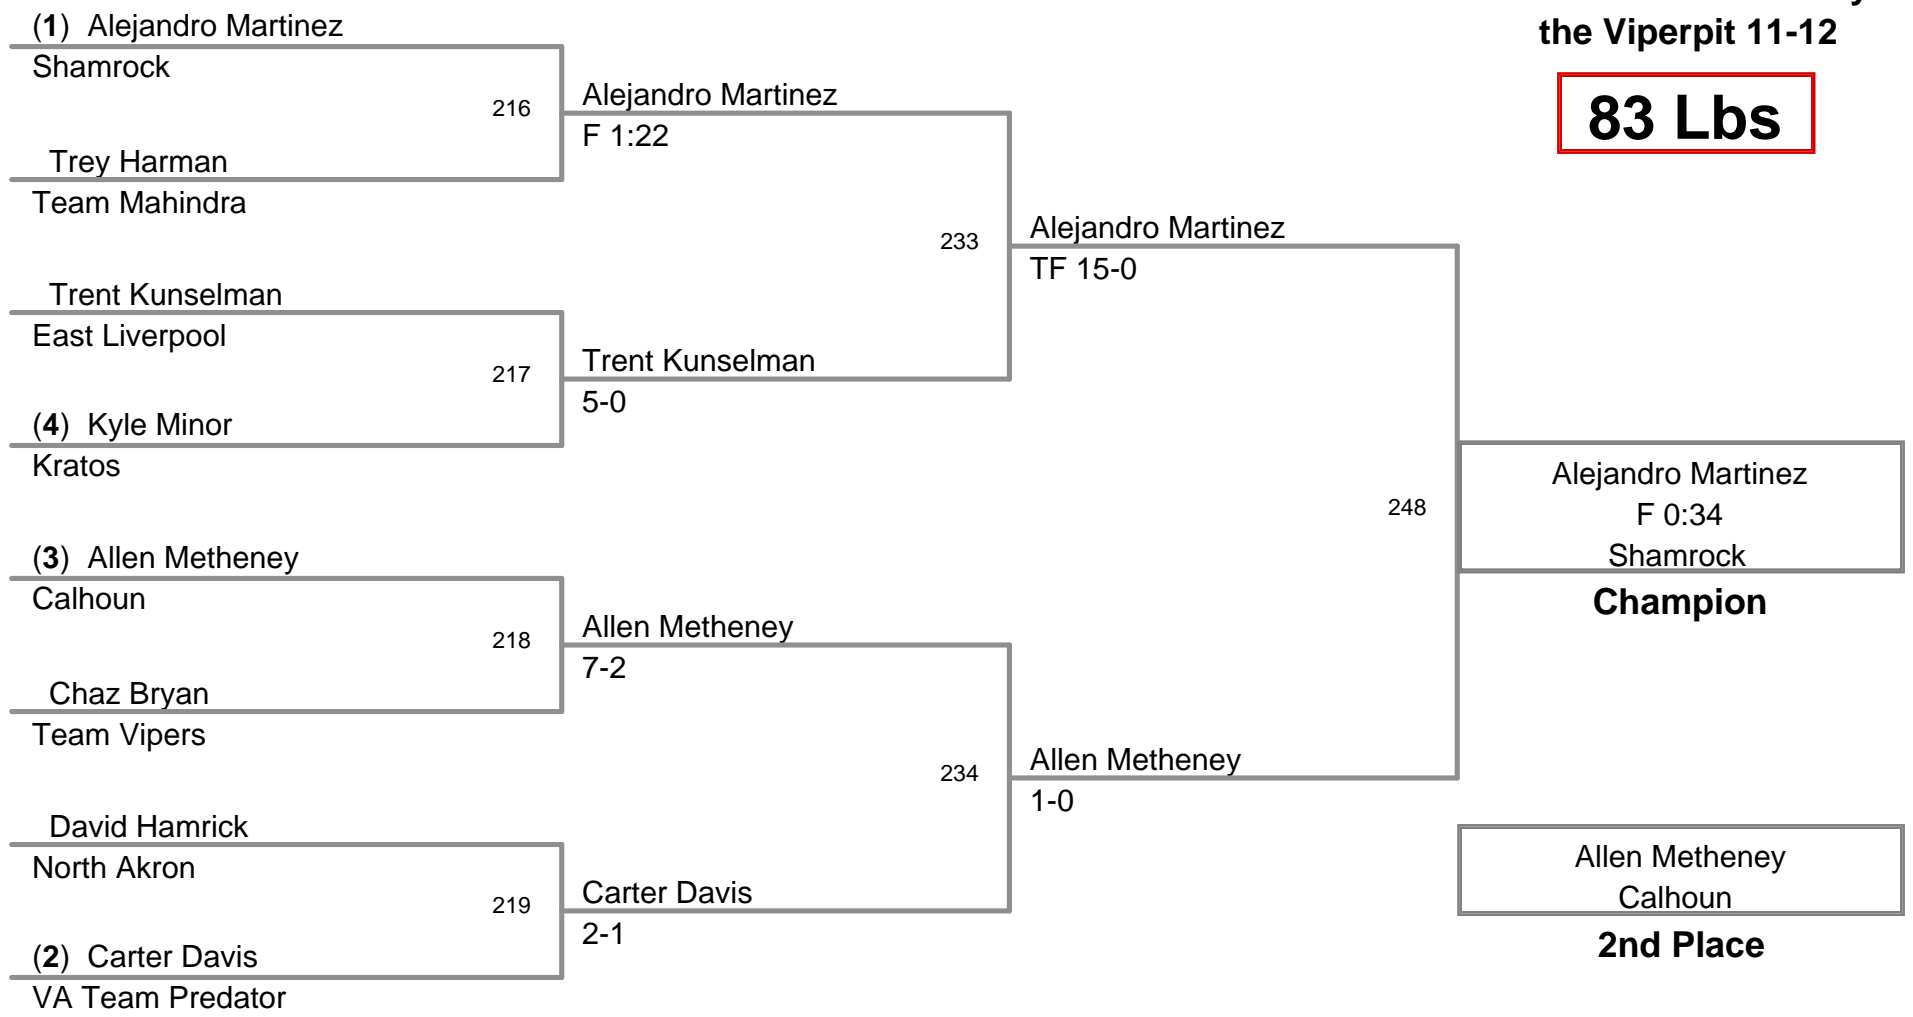 the Viperpit 11-12
83 Lbs
(1) Alejandro Martinez
Shamrock
216
Trey Harman
Team Mahindra
Alejandro Martinez
F 1:22
Trent Kunselman
East Liverpool
217
(4) Kyle Minor
Kratos
Trent Kunselman
5-0
233
Alejandro Martinez
TF 15-0
(3) Allen Metheney
Calhoun
218
Chaz Bryan
Team Vipers
Allen Metheney
7-2
David Hamrick
North Akron
219
(2) Carter Davis
VA Team Predator
Carter Davis
2-1
234
Allen Metheney
1-0
248
Alejandro Martinez
F 0:34
Shamrock
Champion
Allen Metheney
Calhoun
2nd Place